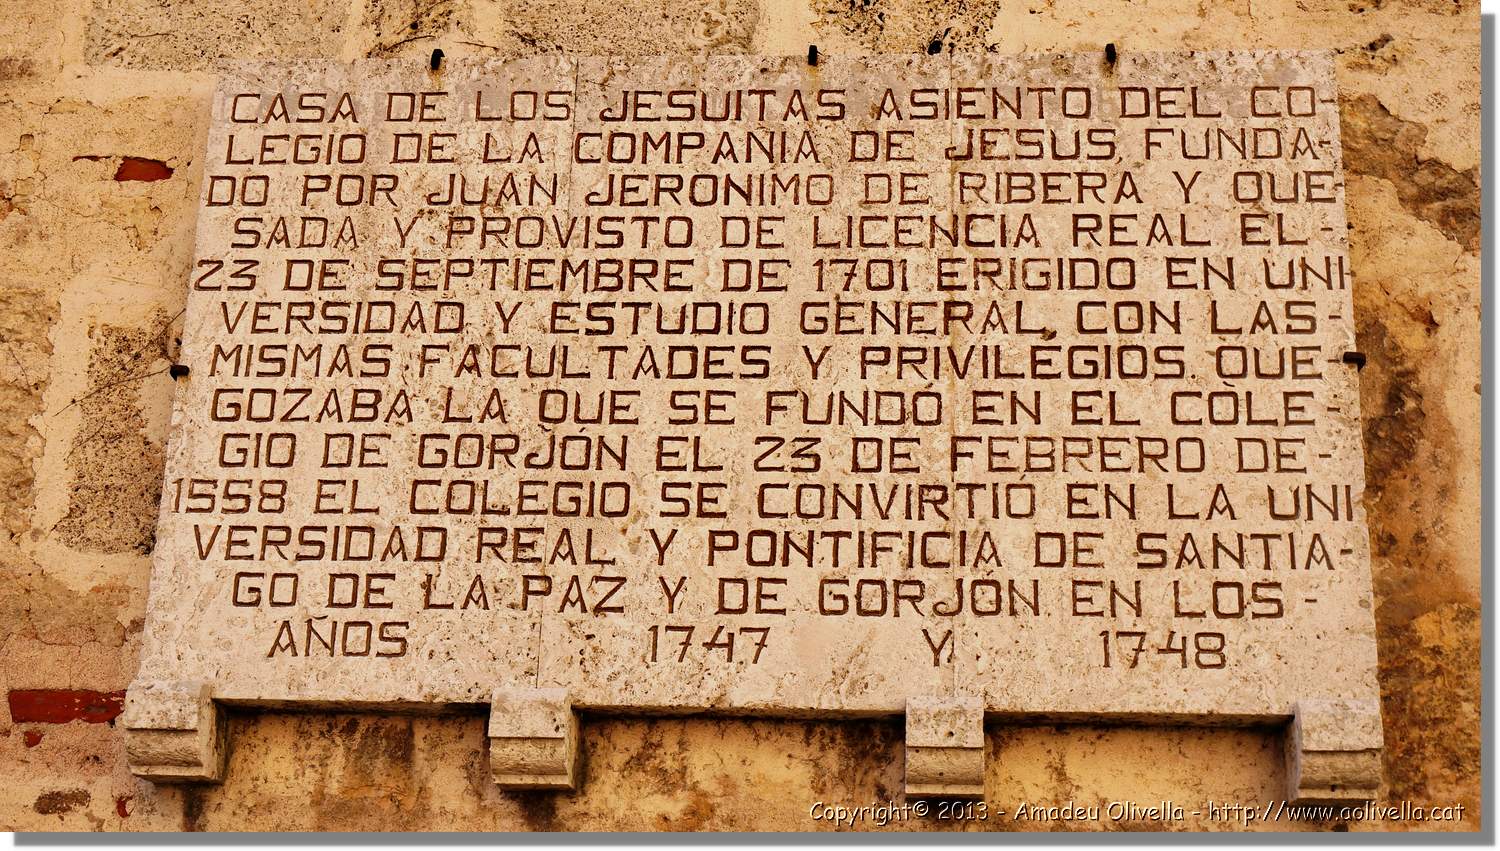 CASA DE LOS JESUITAS ASIENTO DEL CO-
LEGIO DE LA COMPANIA DE JESUS, FUNDA-
DO POR JUAN JERONIMO DE RIBERA Y QUE-
SADA Y PROVISTO DE LICENCIA REAL EL-
23 DE SEPTIEMBRE DE 1701 ERIGIDO EN UNI
VERSIDAD Y ESTUDIO GENERAL, CON LAS-
MISMAS FACULTADES Y PRIVILEGIOS QUE-
GOZABA LA QUE SE FUNDÓ EN EL COLE-
GIO DE GORJÓN EL 23 DE FEBRERO DE-
1558 EL COLEGIO SE CONVIRTIÓ EN LA UNI
VERSIDAD REAL Y PONTIFICIA DE SANTIA-
GO DE LA PAZ Y DE GORJÓN EN LOS-
AÑOS 1747 Y 1748
Copyright© 2013 - Amadeu Olivella - http://www.aolivella.cat